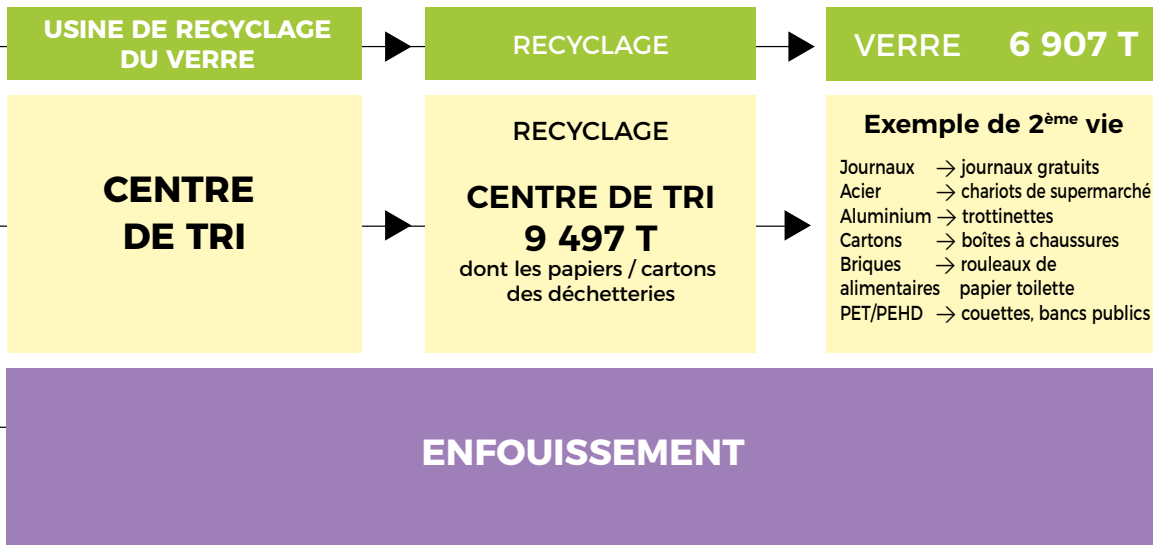 USINE DE RECYCLAGE
DU VERRE
RECYCLAGE
VERRE 6 907 T
CENTRE
DE TRI
RECYCLAGE
CENTRE DE TRI
9 497 T
dont les papiers / cartons
des déchetteries
Exemple de 2ème vie
Journaux → journaux gratuits
Acier → chariots de supermarché
Aluminium → trottinettes
Cartons → boîtes à chaussures
Briques → rouleaux de
alimentaires papier toilette
PET/PEHD → couettes, bancs publics
ENFOUISSEMENT